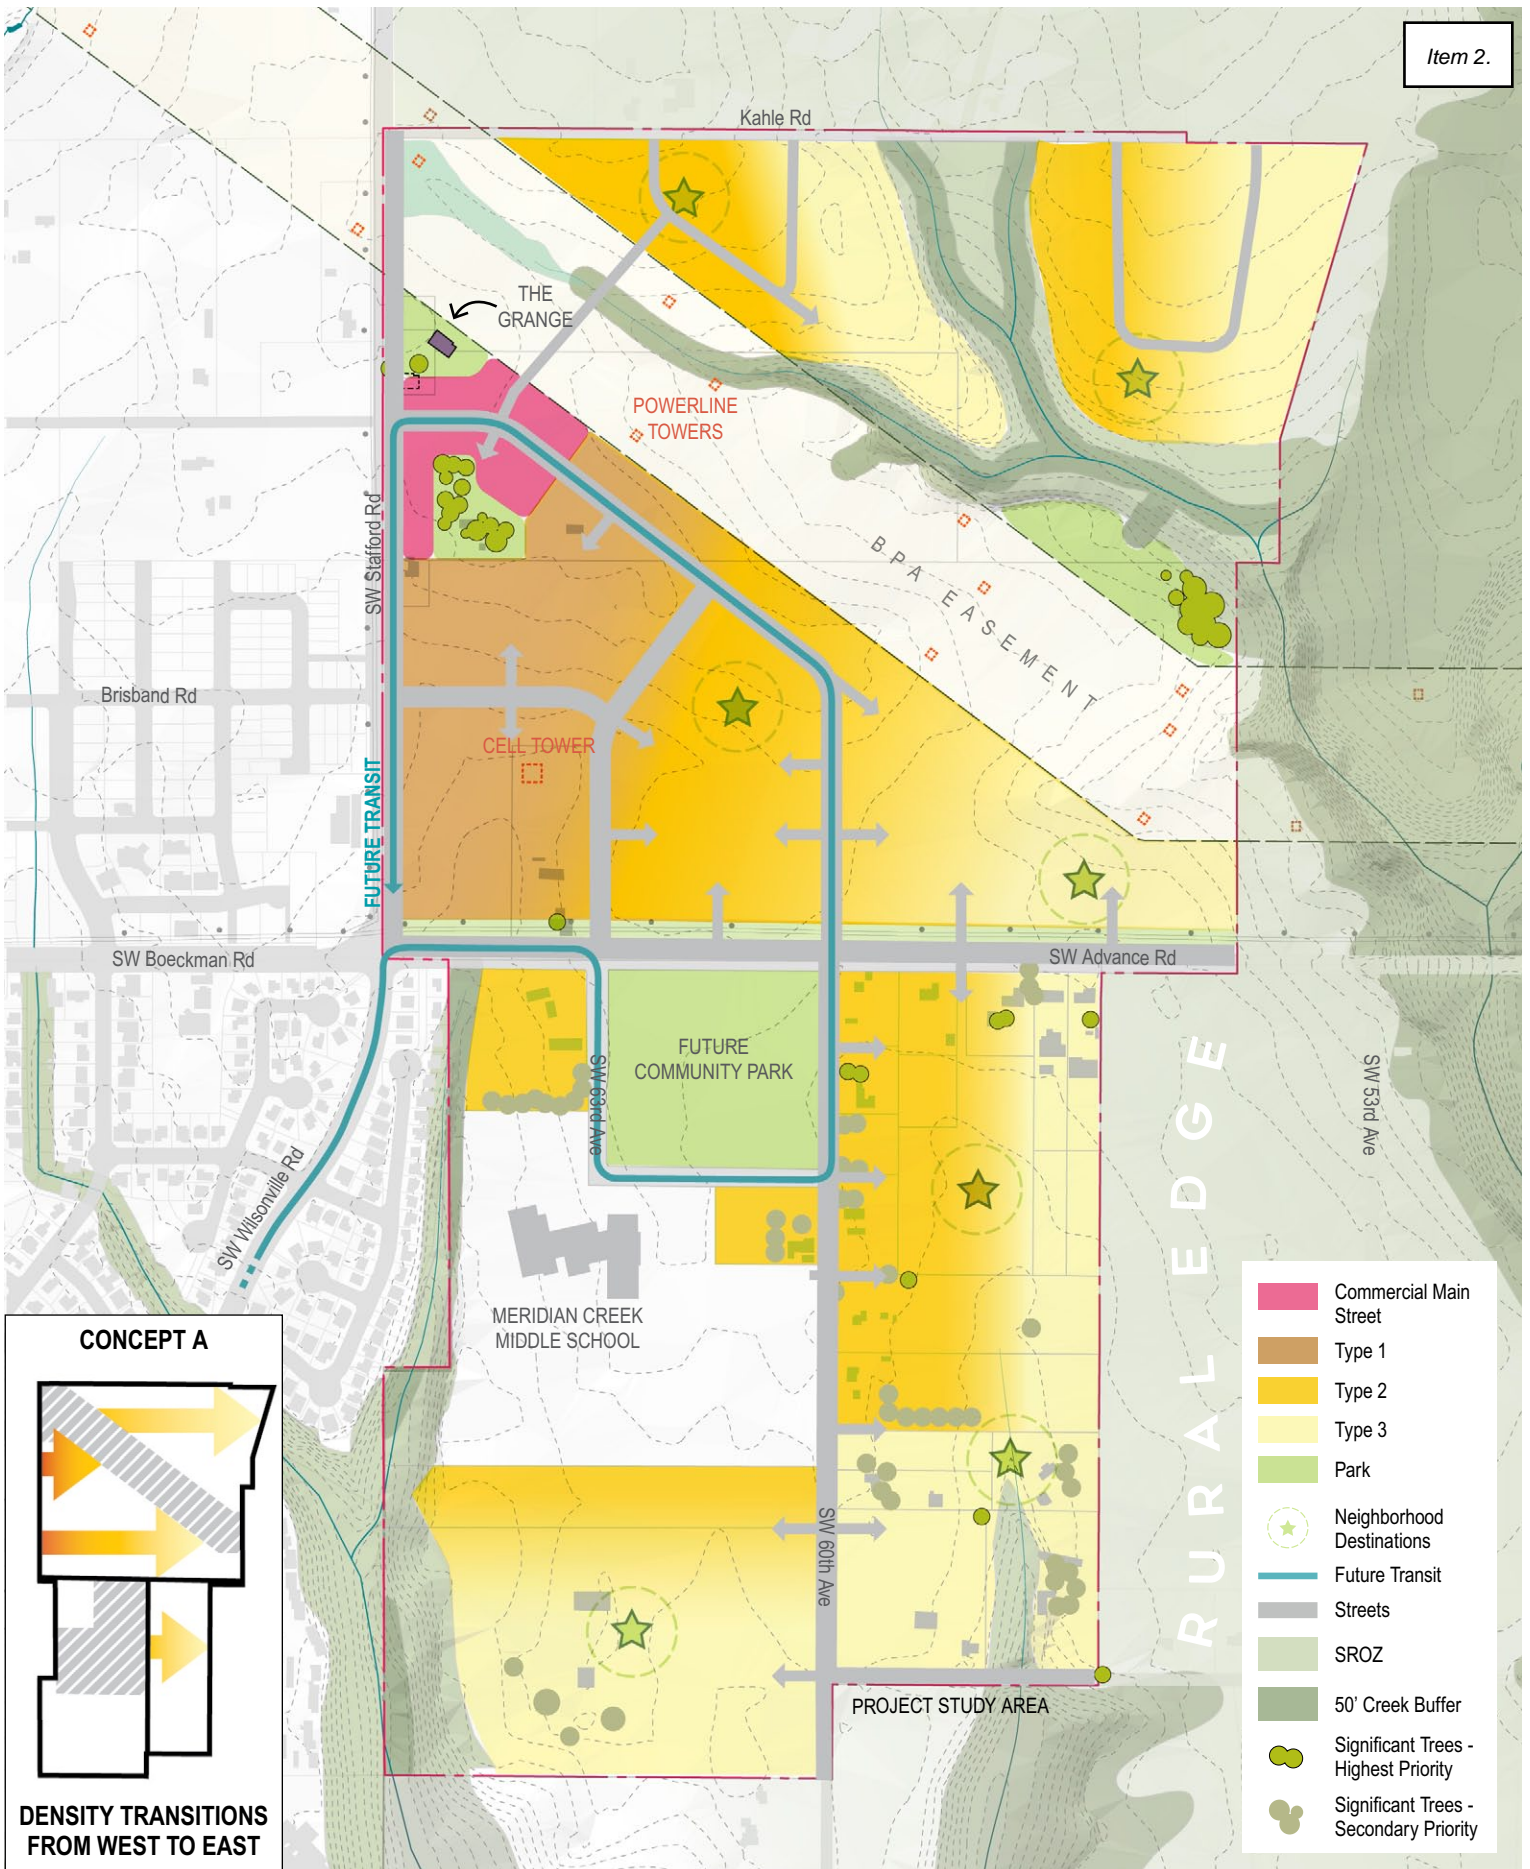 Item 2.
Kahle Rd
THE
GRANGE
POWERLINE
TOWERS
SW Stafford Rd
BPA EASEMENT
Brisband Rd
CELL TOWER
FUTURE TRANSIT
SW Boeckman Rd
SW Advance Rd
FUTURE
COMMUNITY PARK
SW 63rd Ave
SW 53rd Ave
SW Wilsonville Rd
RURAL EDGE
MERIDIAN CREEK
MIDDLE SCHOOL
SW 60th Ave
PROJECT STUDY AREA
CONCEPT A
DENSITY TRANSITIONS
FROM WEST TO EAST
Commercial Main
Street
Type 1
Type 2
Type 3
Park
Neighborhood
Destinations
Future Transit
Streets
SROZ
50' Creek Buffer
Significant Trees -
Highest Priority
Significant Trees -
Secondary Priority